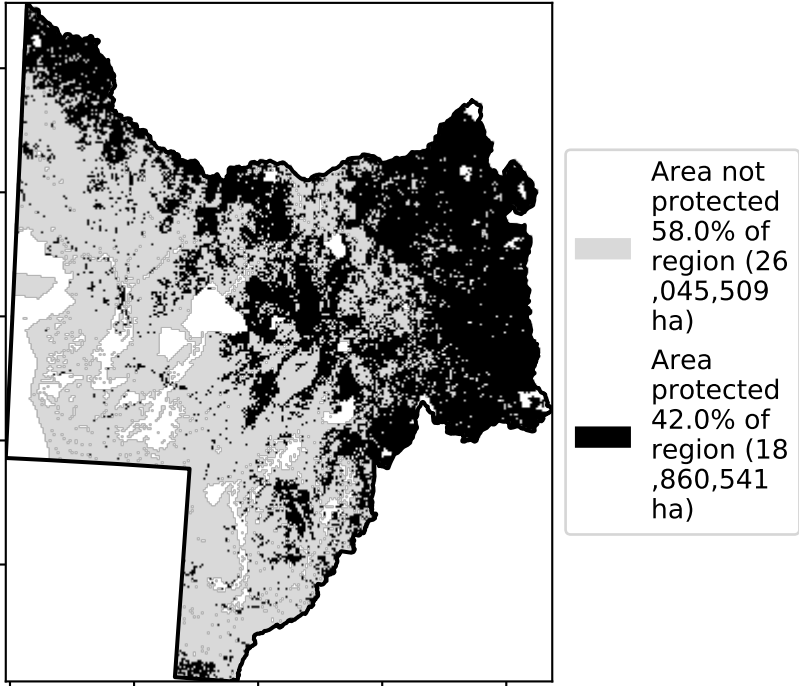 Area not
protected
58.0% of
region (26
,045,509
ha)
Area
protected
42.0% of
region (18
,860,541
ha)